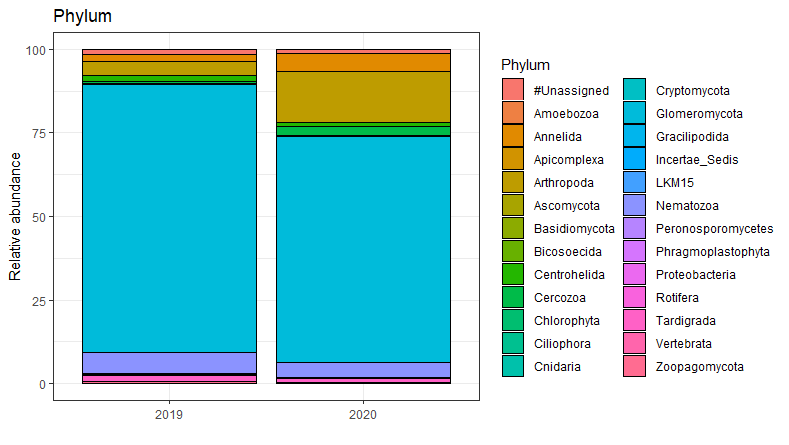 Phylum
Relative abundance
100
75
50
25
0
2019
2020
Phylum
#Unassigned
Amoebozoa
Annelida
Apicomplexa
Arthropoda
Ascomycota
Basidiomycota
Bicosoecida
Centrohelida
Cercozoa
Chlorophyta
Ciliophora
Cnidaria
Cryptomycota
Glomeromycota
Gracilipodida
Incertae_Sedis
LKM15
Nematozoa
Peronosporomycetes
Phragmoplastophyta
Proteobacteria
Rotifera
Tardigrada
Vertebrata
Zoopagomycota